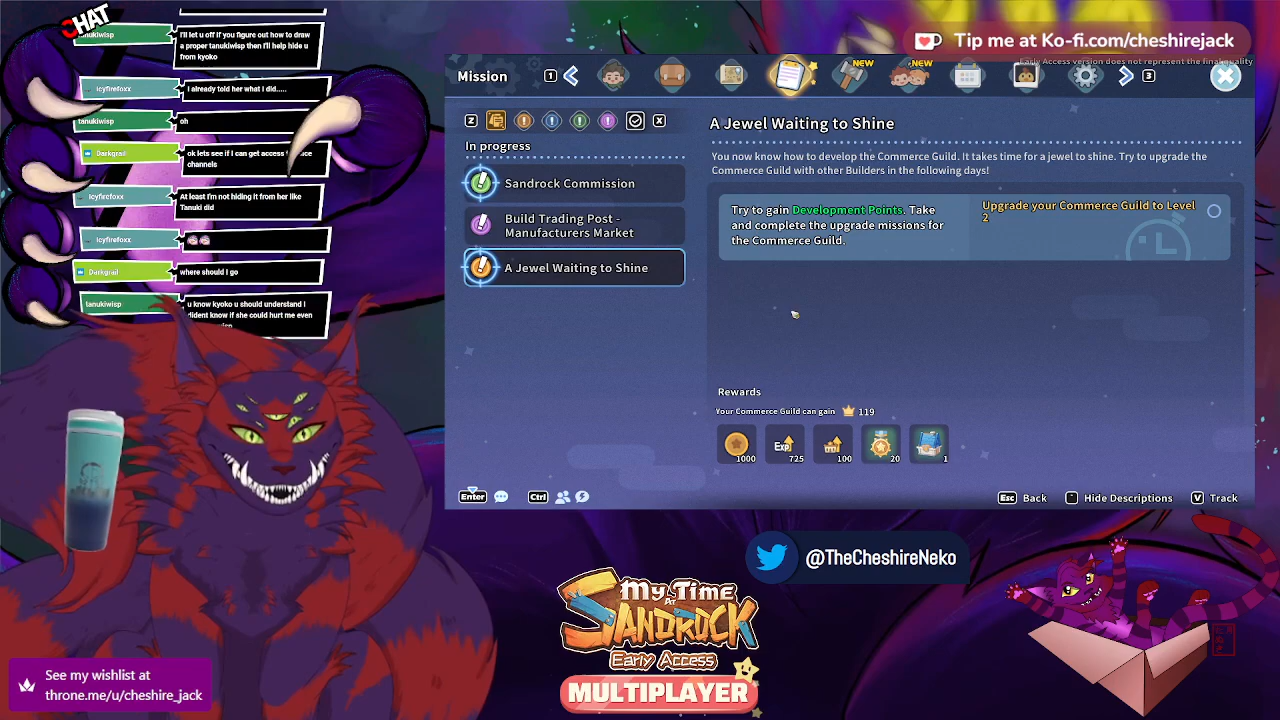 CHAT
tanukiwisp
I'll let u off if you figure out how to draw
a proper tanukiwisp then i'll help hide u
from kyoko
Icyfirefoxx
I already told her what I did.....
tanukiwisp
oh
Darkgrail
ok lets see if I can get access
channels
Icyfirefoxx
At least I'm not hiding it from her like
Tanuki did
Icyfirefoxx
Darkgrail
where should i go
tanukiwisp
u know kyoko u should understand I
dident know if she could hurt me even
Tip me at Ko-fi.com/cheshirejack
Early Access version does not represent the final quality
Mission
1
NEW
NEW
3
Z
X
In progress
Sandrock Commission
Build Trading Post -
Manufacturers Market
A Jewel Waiting to Shine
A Jewel Waiting to Shine
You now know how to develop the Commerce Guild. It takes time for a jewel to shine. Try to upgrade the
Commerce Guild with other Builders in the following days!
Try to gain Development Points. Take
and complete the upgrade missions for
the Commerce Guild.
Upgrade your Commerce Guild to Level
2
Rewards
Your Commerce Guild can gain 119
1000
Exp
725
100
20
1
Enter
Ctrl
Esc Back
Hide Descriptions
V Track
@TheCheshireNeko
My Time
AT
SANDROCK
Early Access
MULTIPLAYER
See my wishlist at
throne.me/u/cheshire_jack